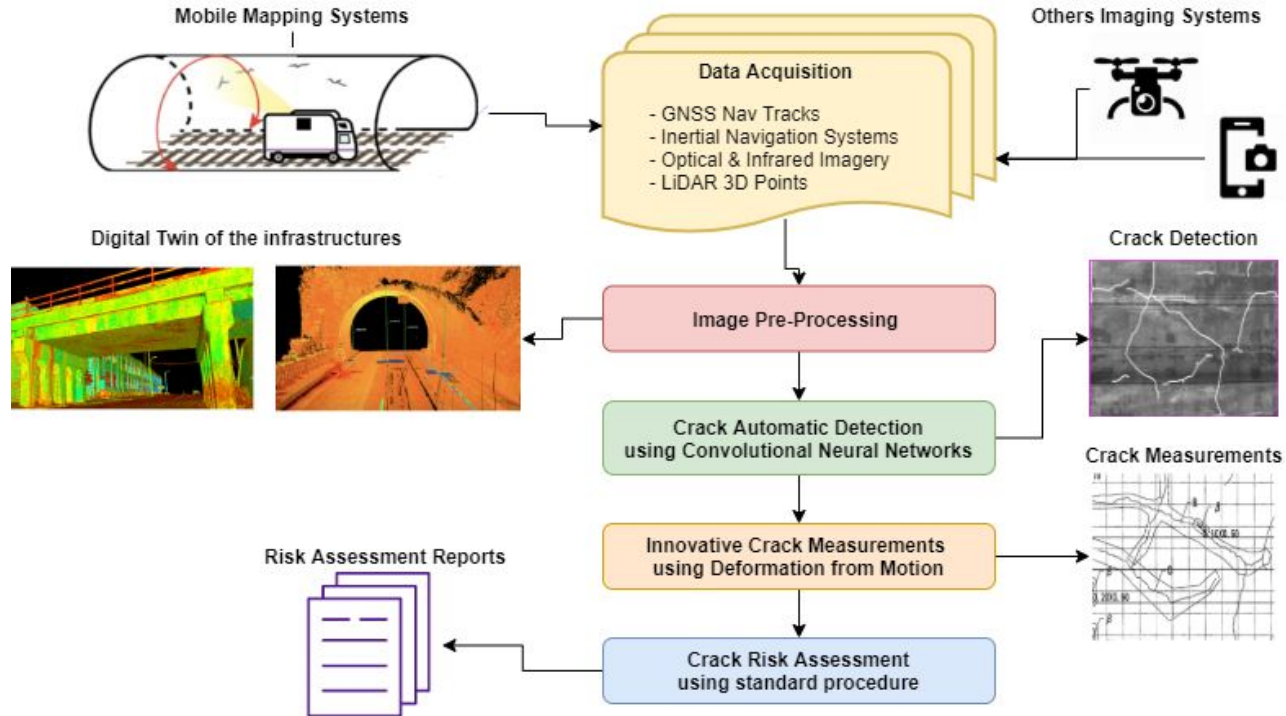 Mobile Mapping Systems
Others Imaging Systems
Data Acquisition
- GNSS Nav Tracks
- Inertial Navigation Systems
- Optical & Infrared Imagery
- LiDAR 3D Points
Digital Twin of the infrastructures
Crack Detection
Image Pre-Processing
Crack Automatic Detection
using Convolutional Neural Networks
Crack Measurements
Innovative Crack Measurements
using Deformation from Motion
Risk Assessment Reports
Crack Risk Assessment
using standard procedure